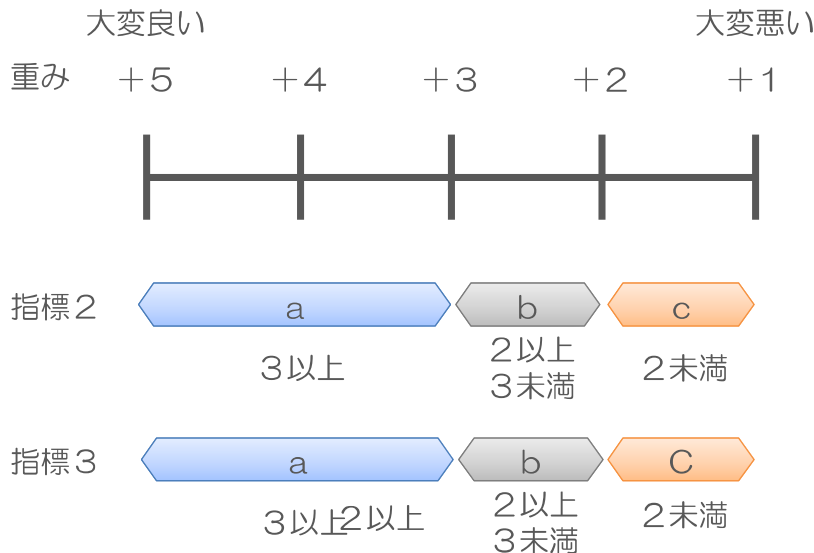 大変良い 大変悪い
重み ＋５ ＋４ ＋３ ＋２ ＋１
指標２ a b c
３以上 ２以上 ２未満
３未満
指標３ a b C
３以上２以上 ２以上 ２未満
３未満